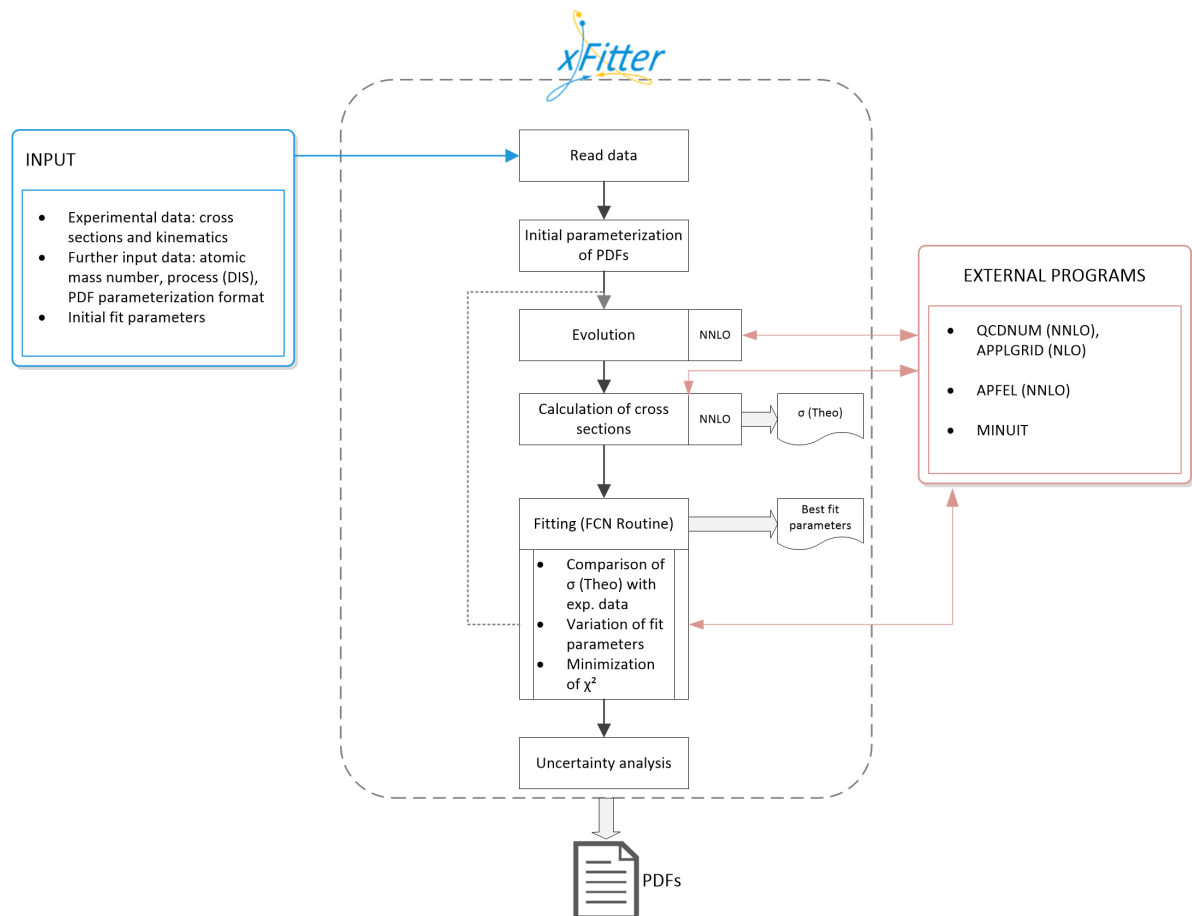 xFitter
INPUT
• Experimental data: cross
sections and kinematics
• Further input data: atomic
mass number, process (DIS),
PDF parameterization format
• Initial fit parameters
Read data
Initial parameterization
of PDFs
Evolution
NNLO
Calculation of cross
sections
NNLO
σ (Theo)
Fitting (FCN Routine)
Best fit
parameters
• Comparison of
σ (Theo) with
exp. data
• Variation of fit
parameters
• Minimization
of χ²
Uncertainty analysis
PDFs
EXTERNAL PROGRAMS
• QCDNUM (NNLO),
APPLGRID (NLO)
• APFEL (NNLO)
• MINUIT